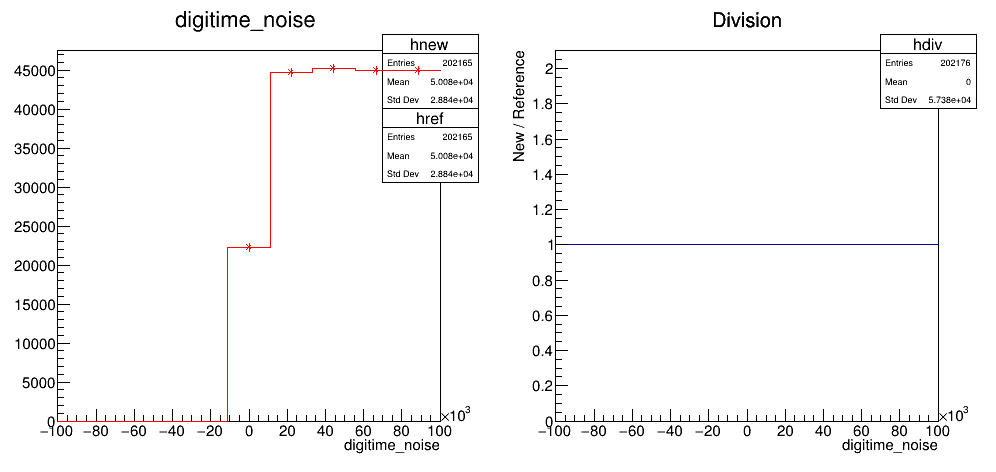 digitime_noise
hnew
Entries 202165
Mean 5.008e+04
Std Dev 2.884e+04
href
Entries 202165
Mean 5.008e+04
Std Dev 2.884e+04
45000
40000
35000
30000
25000
20000
15000
10000
5000
0
−100 −80 −60 −40 −20 0 20 40 60 80 100
×10³
digitime_noise
Division
hdiv
Entries 202176
Mean 0
Std Dev 5.738e+04
New / Reference
2
1.8
1.6
1.4
1.2
1
0.8
0.6
0.4
0.2
0
−100 −80 −60 −40 −20 0 20 40 60 80 100
×10³
digitime_noise